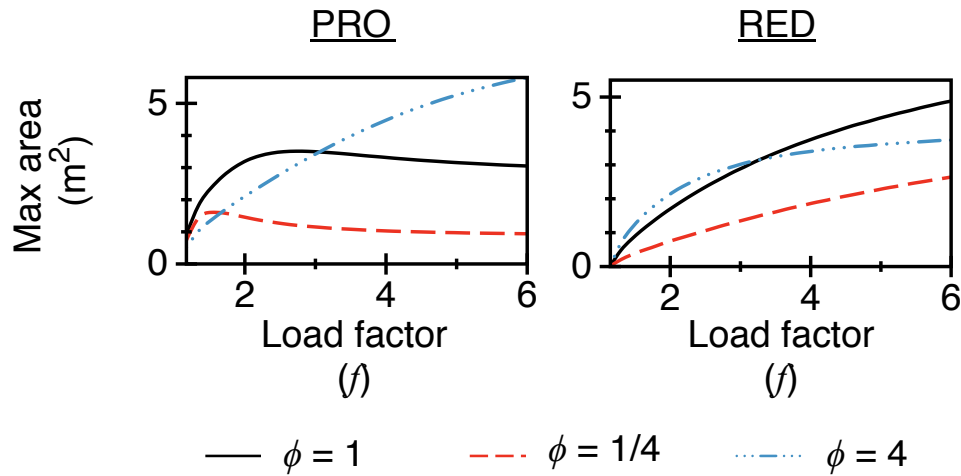 PRO
RED
Max area
(m²)
5
0
2
4
6
Load factor
(f)
5
0
2
4
6
Load factor
(f)
ϕ = 1
ϕ = 1/4
ϕ = 4